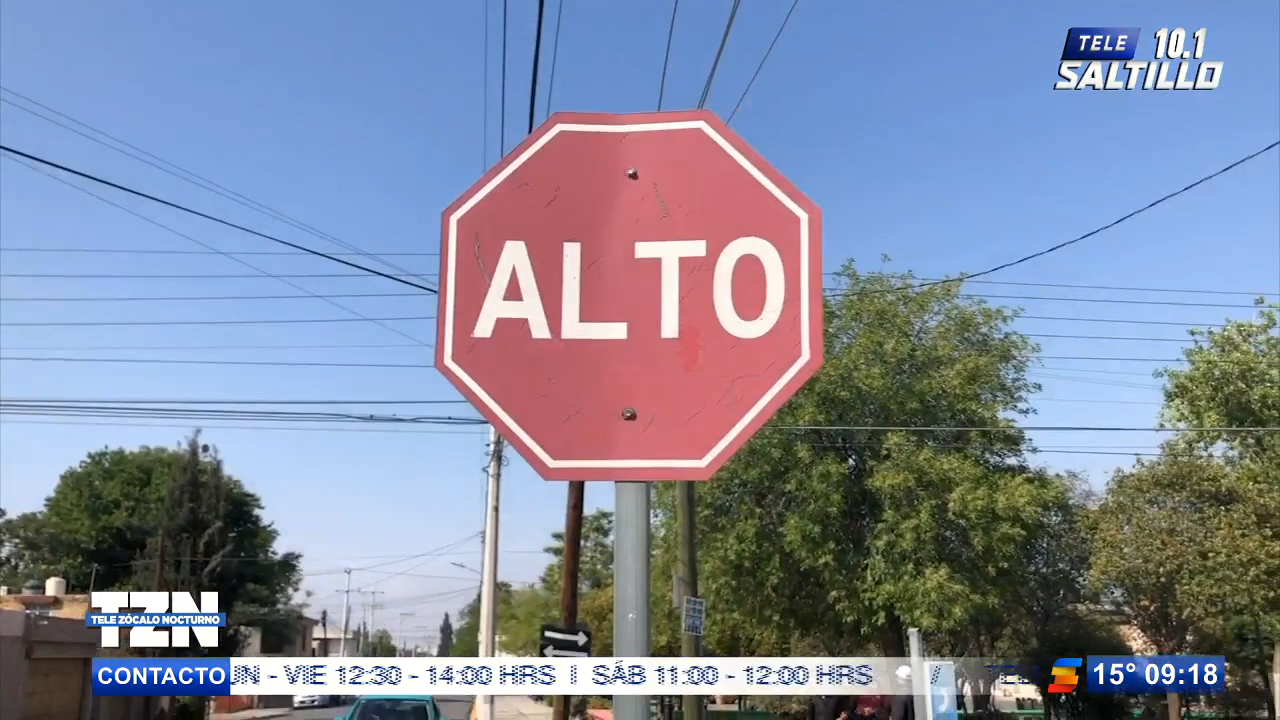 TELE 10.1
SALTILLO
ALTO
TZN
TELE ZÓCALO NOCTURNO
CONTACTO
- VIE 12:30 - 14:00 HRS | SÁB 11:00 - 12:00 HRS
15° 09:18